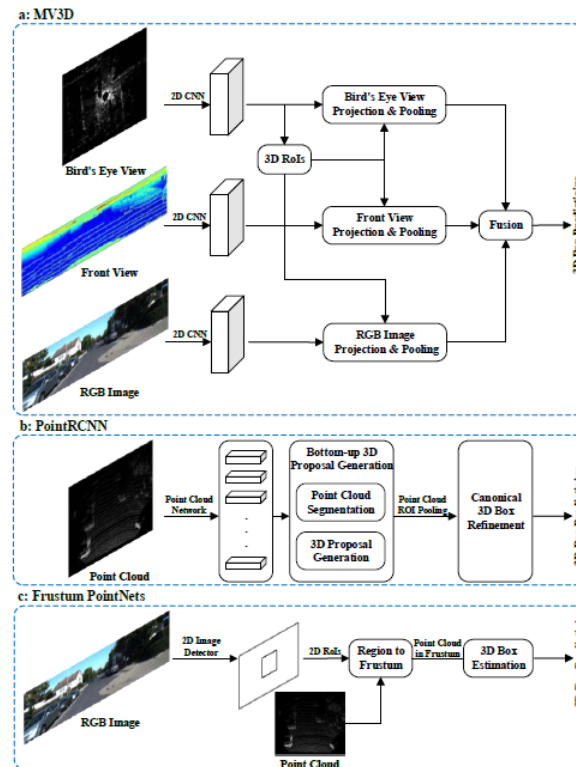 a: MV3D
2D CNN
Bird's Eye View
Projection & Pooling
Bird's Eye View
3D RoIs
2D CNN
Front View
Projection & Pooling
Fusion
Front View
2D CNN
RGB Image
Projection & Pooling
RGB Image
b: PointRCNN
Point Cloud
Network
Bottom-up 3D
Proposal Generation
Point Cloud
Segmentation
3D Proposal
Generation
Point Cloud
ROI Pooling
Canonical
3D Box
Refinement
Point Cloud
c: Frustum PointNets
2D Image
Detector
2D RoIs
Region to
Frustum
Point Cloud
in Frustum
3D Box
Estimation
RGB Image
Point Cloud